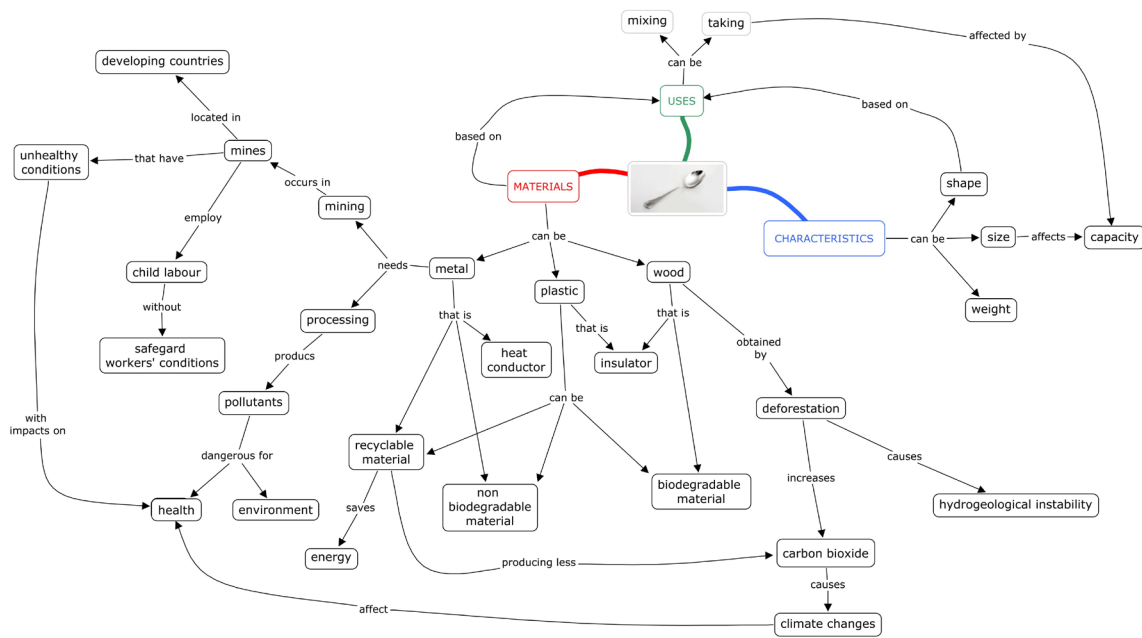 mixing
taking
affected by
developing countries
can be
USES
based on
located in
based on
unhealthy
conditions
that have
mines
occurs in
MATERIALS
shape
employ
mining
can be
CHARACTERISTICS
can be
size
affects
capacity
child labour
needs
metal
wood
plastic
without
processing
that is
that is
that is
weight
safegard
workers' conditions
producs
heat
conductor
insulator
obtained
by
pollutants
can be
deforestation
with
impacts on
dangerous for
recyclable
material
causes
increases
health
environment
saves
non
biodegradable
material
biodegradable
material
hydrogeological instability
energy
producing less
carbon bioxide
causes
affect
climate changes